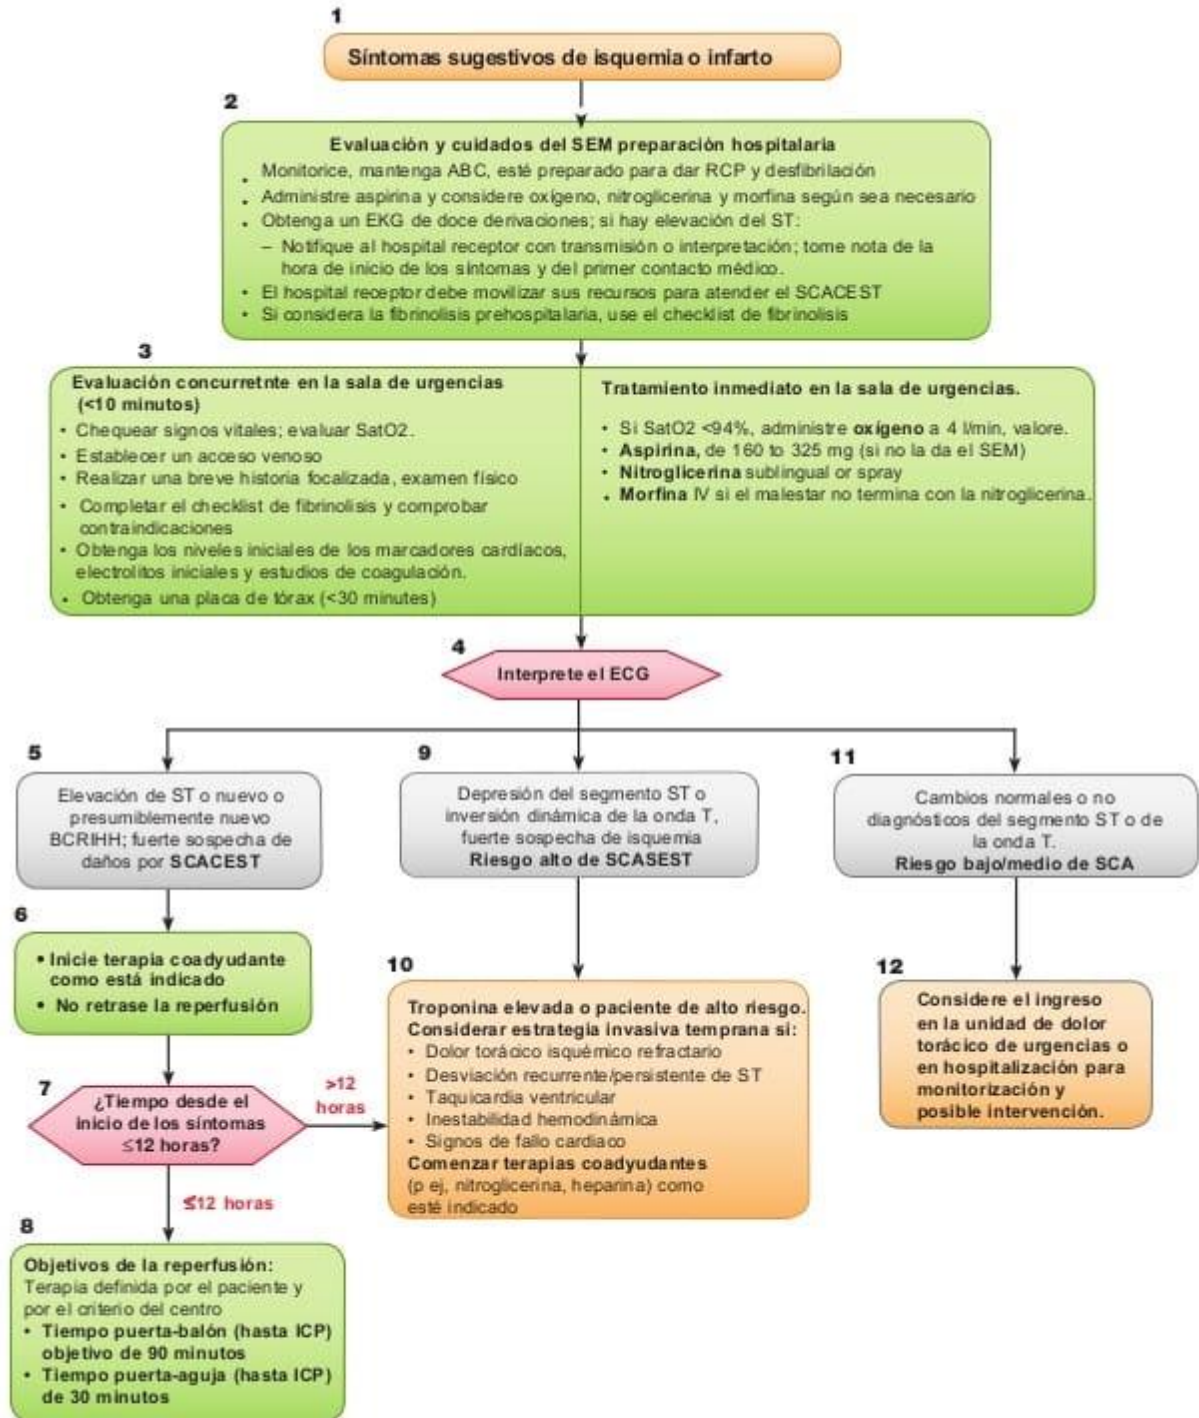 1
Síntomas sugestivos de isquemia o infarto
2
Evaluación y cuidados del SEM preparación hospitalaria
• Monitorice, mantenga ABC, esté preparado para dar RCP y desfibrilación
• Administre aspirina y considere oxígeno, nitroglicerina y morfina según sea necesario
• Obtenga un EKG de doce derivaciones; si hay elevación del ST:
– Notifique al hospital receptor con transmisión o interpretación; tome nota de la
hora de inicio de los síntomas y del primer contacto médico.
• El hospital receptor debe movilizar sus recursos para atender el SCACEST
• Si considera la fibrinolisis prehospitalaria, use el checklist de fibrinolisis
3
Evaluación concurretnte en la sala de urgencias
(<10 minutos)
• Chequear signos vitales; evaluar SatO2.
• Establecer un acceso venoso
• Realizar una breve historia focalizada, examen físico
• Completar el checklist de fibrinolisis y comprobar
contraindicaciones
• Obtenga los niveles iniciales de los marcadores cardíacos,
electrolitos iniciales y estudios de coagulación.
• Obtenga una placa de tórax (<30 minutes)
Tratamiento inmediato en la sala de urgencias.
• Si SatO2 <94%, administre oxígeno a 4 l/min, valore.
• Aspirina, de 160 to 325 mg (si no la da el SEM)
• Nitroglicerina sublingual or spray
• Morfina IV si el malestar no termina con la nitroglicerina.
4
Interprete el ECG
5
Elevación de ST o nuevo o
presumiblemente nuevo
BCRIHH; fuerte sospecha de
daños por SCACEST
6
• Inicie terapia coadyudante
como está indicado
• No retrase la reperfusión
7
¿Tiempo desde el
inicio de los síntomas
≤12 horas?
>12
horas
≤12 horas
8
Objetivos de la reperfusión:
Terapia definida por el paciente y
por el criterio del centro
• Tiempo puerta-balón (hasta ICP)
objetivo de 90 minutos
• Tiempo puerta-aguja (hasta ICP)
de 30 minutos
9
Depresión del segmento ST o
inversión dinámica de la onda T,
fuerte sospecha de isquemia
Riesgo alto de SCASEST
10
Troponina elevada o paciente de alto riesgo.
Considerar estrategia invasiva temprana si:
• Dolor torácico isquémico refractario
• Desviación recurrente/persistente de ST
• Taquicardia ventricular
• Inestabilidad hemodinámica
• Signos de fallo cardiaco
Comenzar terapias coadyudantes
(p ej, nitroglicerina, heparina) como
esté indicado
11
Cambios normales o no
diagnósticos del segmento ST o de
la onda T.
Riesgo bajo/medio de SCA
12
Considere el ingreso
en la unidad de dolor
torácico de urgencias o
en hospitalización para
monitorización y
posible intervención.